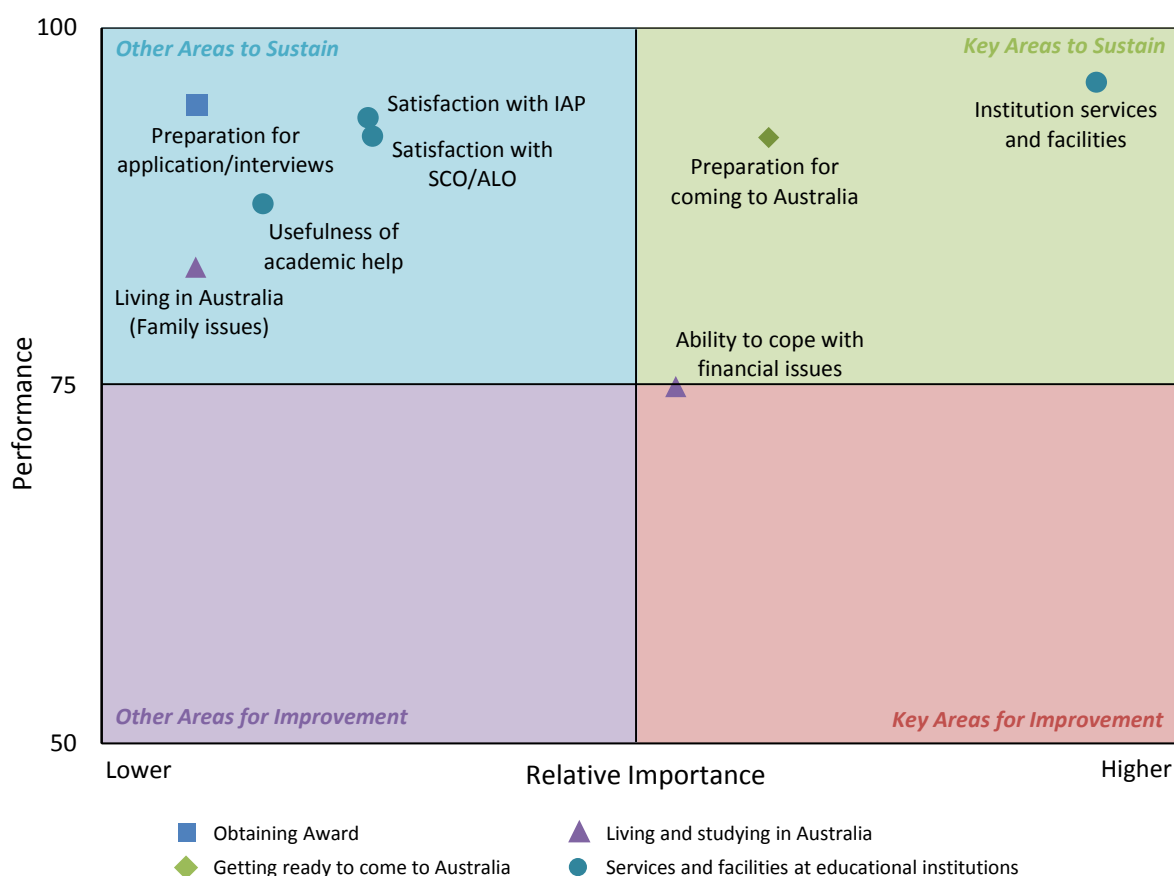 100
Other Areas to Sustain
Key Areas to Sustain
Satisfaction with IAP
Institution services
and facilities
Preparation for
application/interviews
Satisfaction with
SCO/ALO
Preparation for
coming to Australia
Usefulness of
academic help
Living in Australia
(Family issues)
Ability to cope with
financial issues
75
Performance
Other Areas for Improvement
Key Areas for Improvement
50
Lower
Relative Importance
Higher
Obtaining Award
Living and studying in Australia
Getting ready to come to Australia
Services and facilities at educational institutions